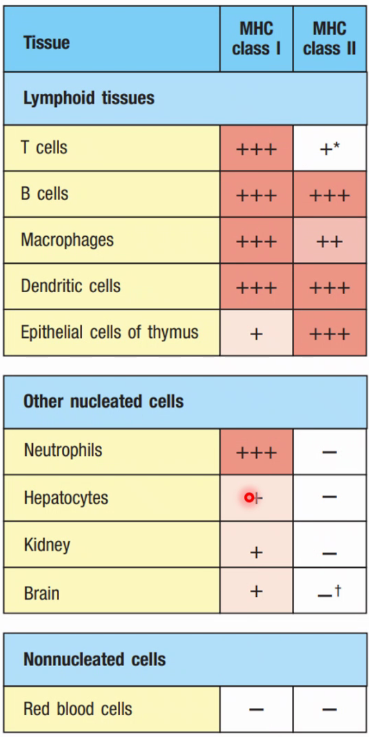 Tissue MHC class I MHC class II
Lymphoid tissues
T cells +++ +*
B cells +++ +++
Macrophages +++ ++
Dendritic cells +++ +++
Epithelial cells of thymus + +++
Other nucleated cells
Neutrophils +++ −
Hepatocytes + −
Kidney + −
Brain + −†
Nonnucleated cells
Red blood cells − −